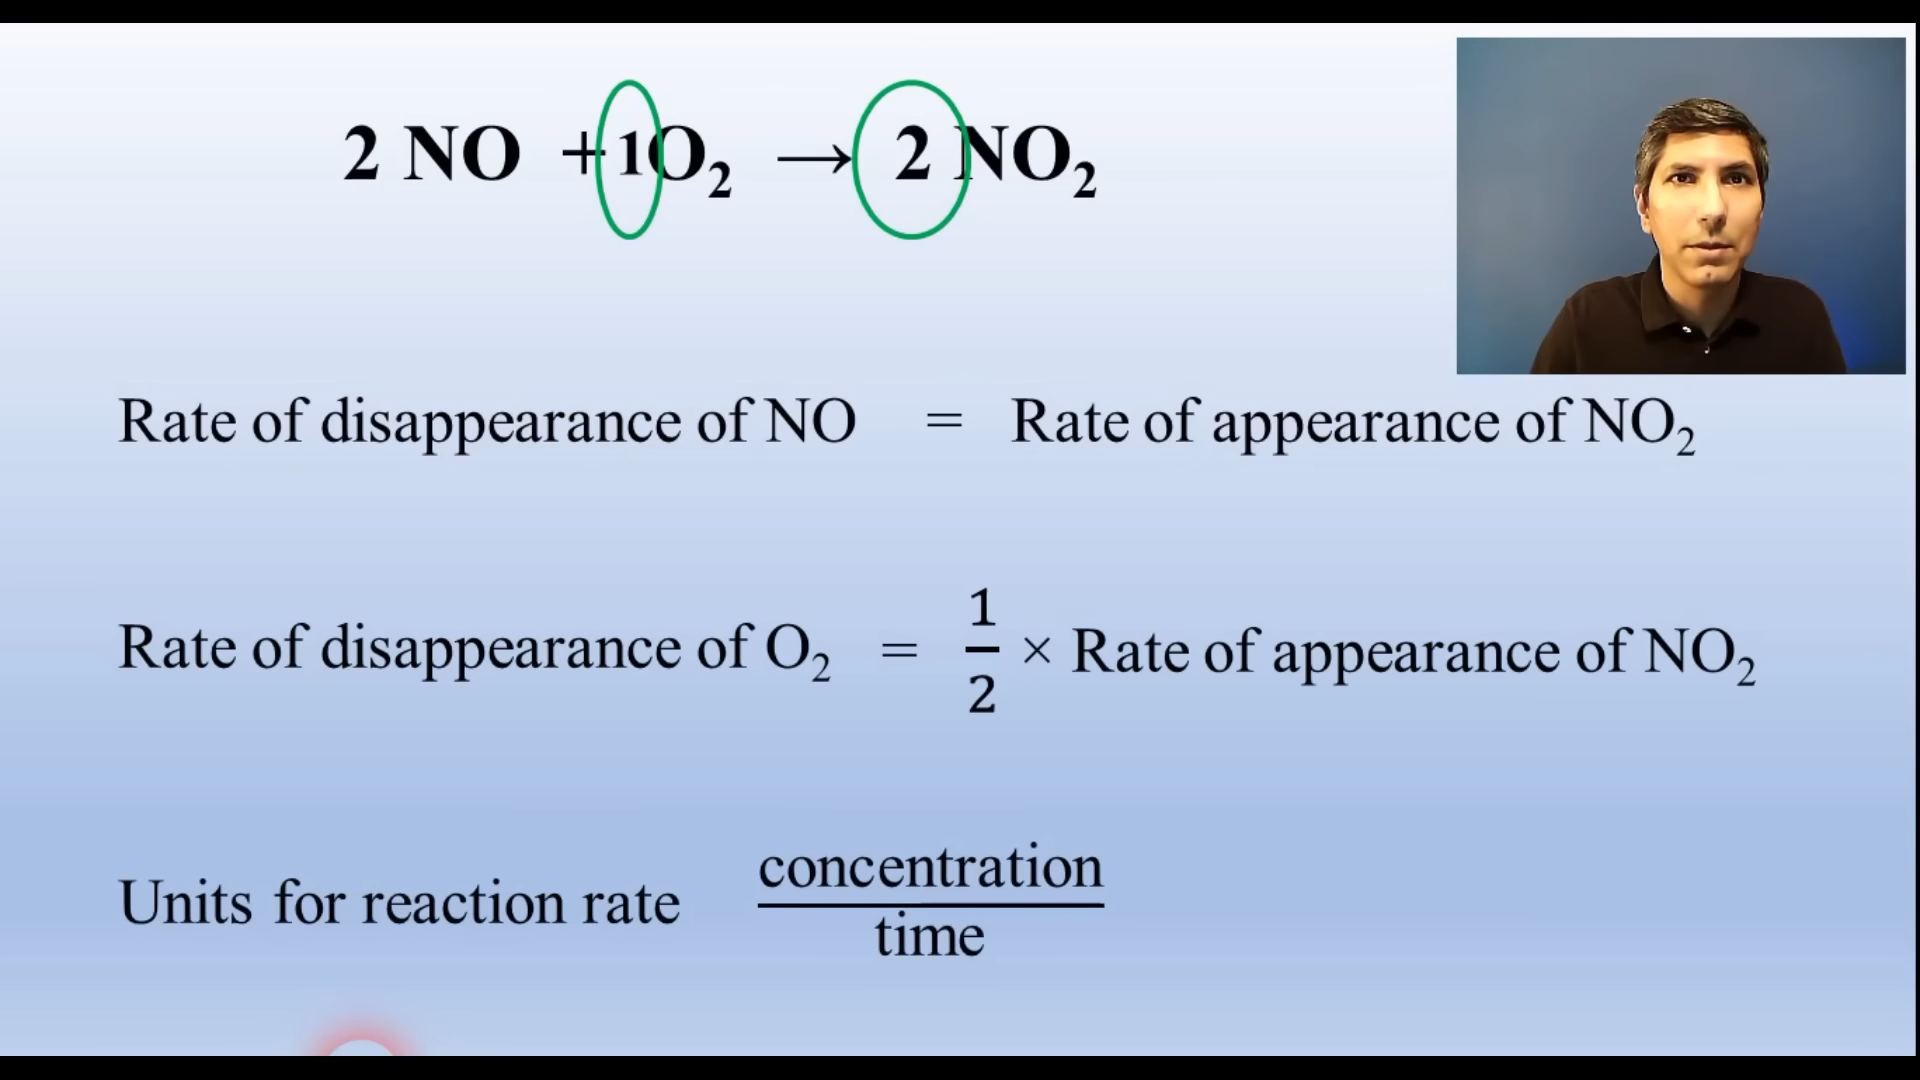 2 NO + 1O₂ → 2 NO₂
Rate of disappearance of NO = Rate of appearance of NO₂
Rate of disappearance of O₂ = 1/2 × Rate of appearance of NO₂
Units for reaction rate concentration/time